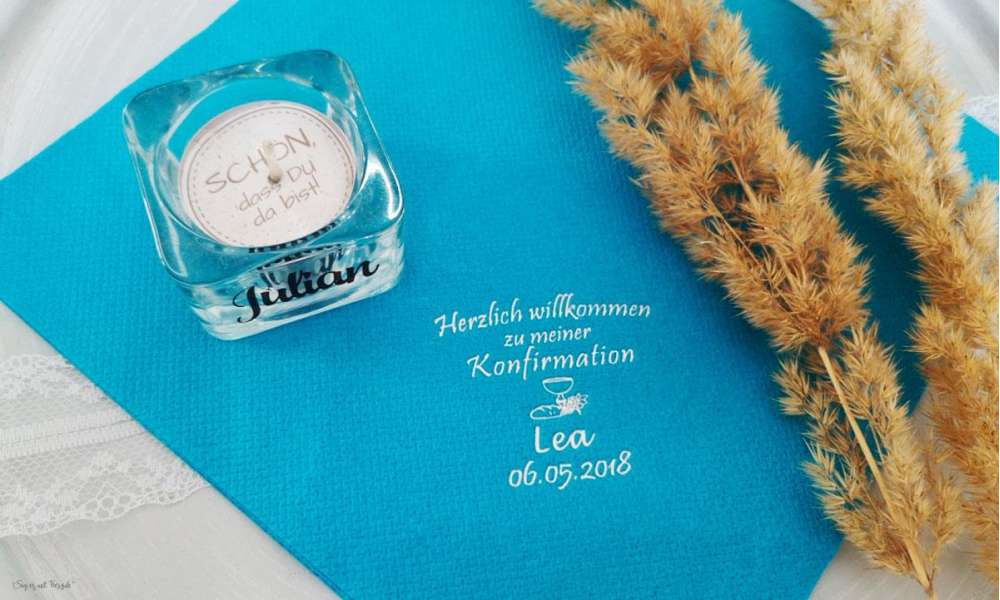 SCHÖN,
dass Du
da bist!
Julian
Herzlich willkommen
zu meiner
Konfirmation
Lea
06.05.2018